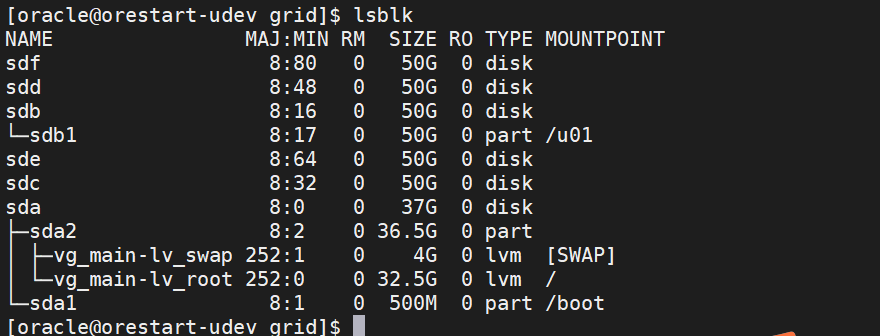 [oracle@orestart-udev grid]$ lsblk
NAME                MAJ:MIN RM  SIZE RO TYPE MOUNTPOINT
sdf                   8:80   0   50G  0 disk
sdd                   8:48   0   50G  0 disk
sdb                   8:16   0   50G  0 disk
└─sdb1                8:17   0   50G  0 part /u01
sde                   8:64   0   50G  0 disk
sdc                   8:32   0   50G  0 disk
sda                   8:0    0   37G  0 disk
├─sda2                8:2    0 36.5G  0 part
│ ├─vg_main-lv_swap 252:1    0    4G  0 lvm  [SWAP]
│ └─vg_main-lv_root 252:0    0 32.5G  0 lvm  /
└─sda1                8:1    0  500M  0 part /boot
[oracle@orestart-udev grid]$